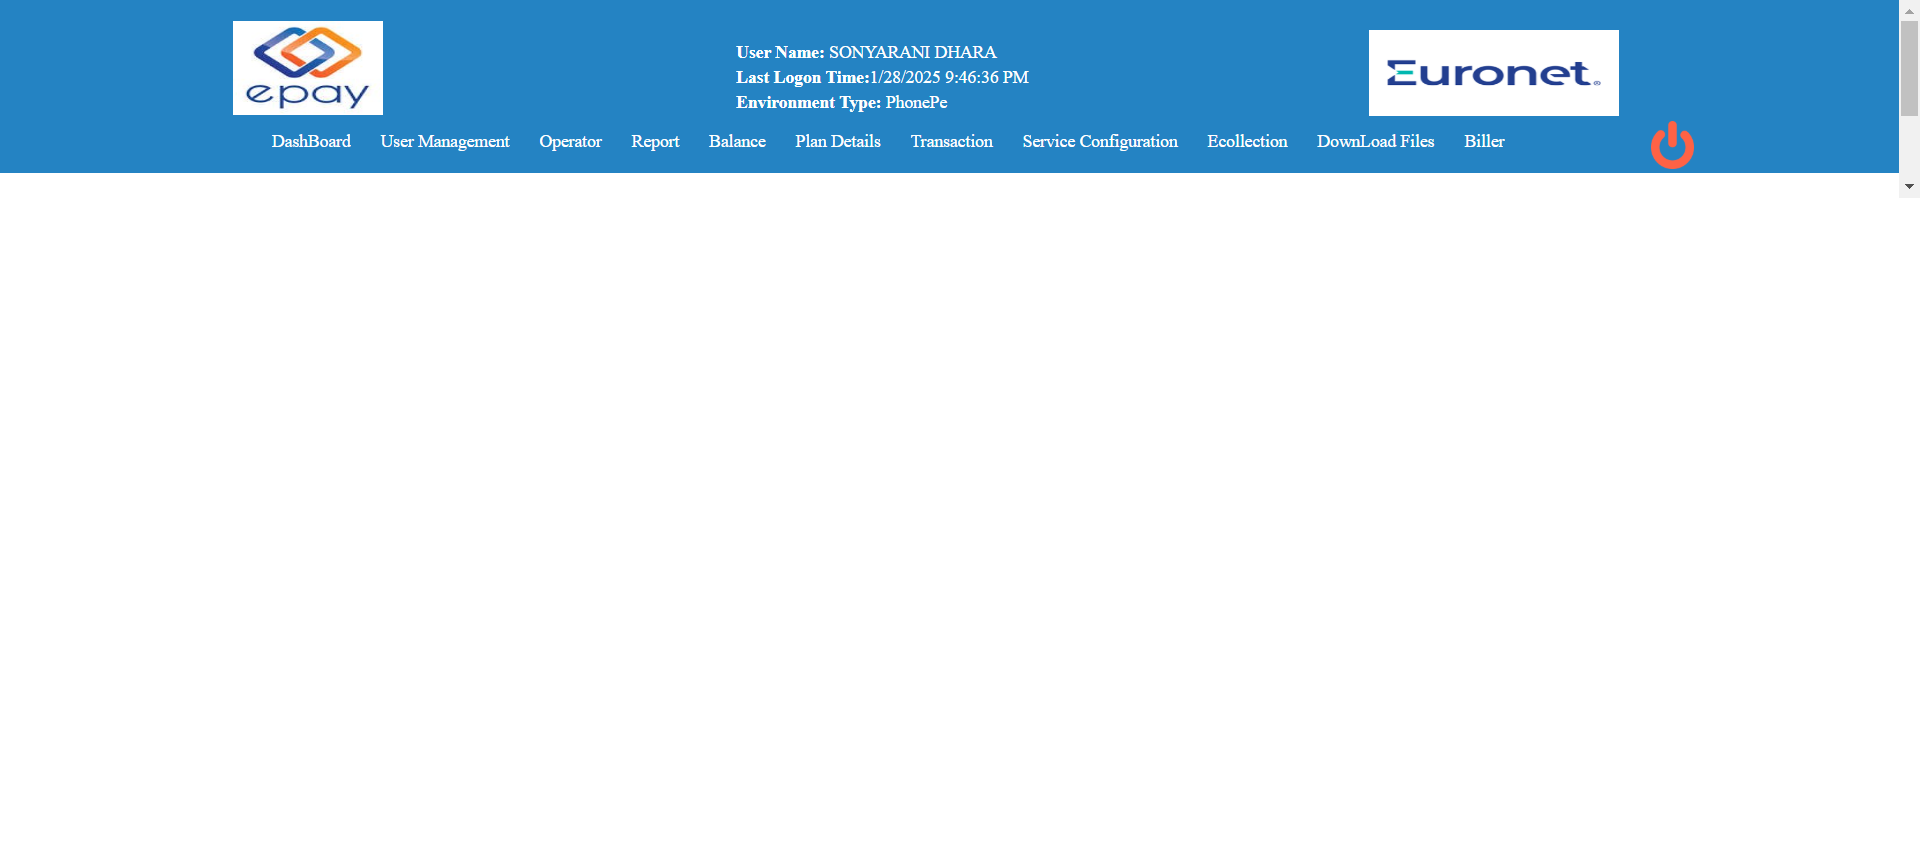 epay
User Name: SONYARANI DHARA
Last Logon Time:1/28/2025 9:46:36 PM
Environment Type: PhonePe
Euronet®
DashBoard User Management Operator Report Balance Plan Details Transaction Service Configuration Ecollection DownLoad Files Biller